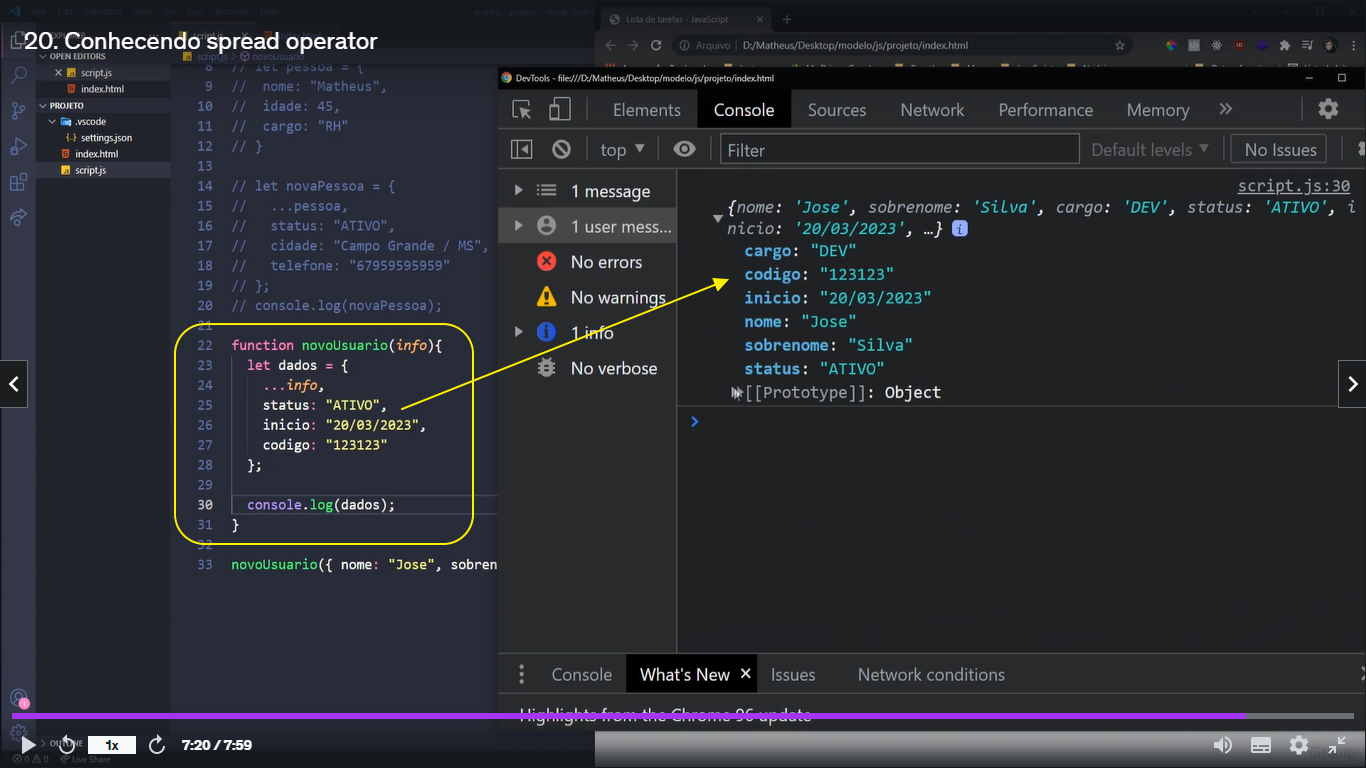 20. Conhecendo spread operator
OPEN EDITORS
script.js
index.html
PROJETO
.vscode
settings.json
index.html
script.js
8 // let pessoa = {
9 // nome: "Matheus",
10 // idade: 45,
11 // cargo: "RH"
12 // }
13
14 // let novaPessoa = {
15 // ...pessoa,
16 // status: "ATIVO",
17 // cidade: "Campo Grande / MS",
18 // telefone: "67959595959"
19 // };
20 // console.log(novaPessoa);
21
22 function novoUsuario(info){
23 let dados = {
24 ...info,
25 status: "ATIVO",
26 inicio: "20/03/2023",
27 codigo: "123123"
28 };
29
30 console.log(dados);
31 }
32
33 novoUsuario({ nome: "Jose", sobren
Lista de tarefas - JavaScript
Arquivo D:/Matheus/Desktop/modelo/js/projeto/index.html
DevTools - file:///D:/Matheus/Desktop/modelo/js/projeto/index.html
Elements Console Sources Network Performance Memory
top Filter Default levels No Issues
1 message
1 user mess...
No errors
No warnings
1 info
No verbose
script.js:30
{nome: 'Jose', sobrenome: 'Silva', cargo: 'DEV', status: 'ATIVO', i
nicio: '20/03/2023', …}
cargo: "DEV"
codigo: "123123"
inicio: "20/03/2023"
nome: "Jose"
sobrenome: "Silva"
status: "ATIVO"
[[Prototype]]: Object
Console What's New Issues Network conditions
Highlights from the Chrome 96 update
OUTLINE
1x 7:20 / 7:59
Live Share